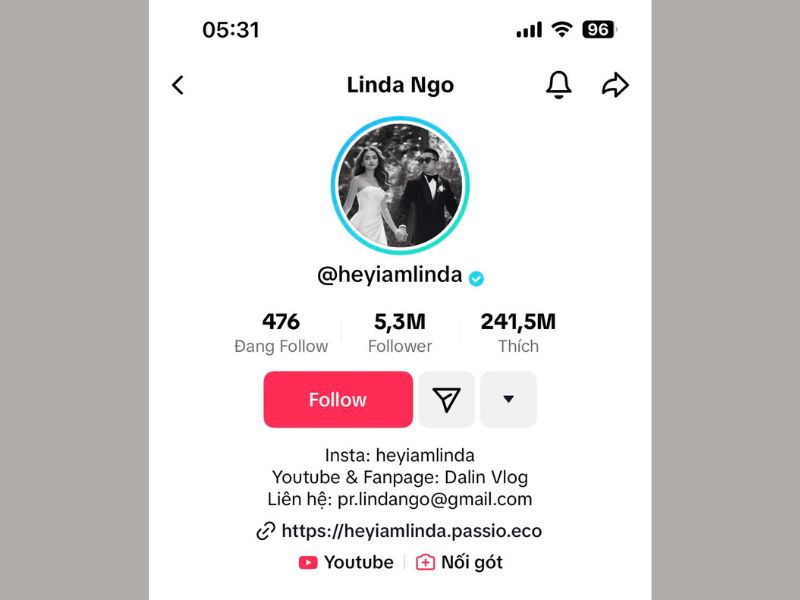 05:31 96
Linda Ngo
@heyiamlinda
476 5,3M 241,5M
Đang Follow Follower Thích
Follow
Insta: heyiamlinda
Youtube & Fanpage: Dalin Vlog
Liên hệ: pr.lindango@gmail.com
https://heyiamlinda.passio.eco
Youtube Nối gót